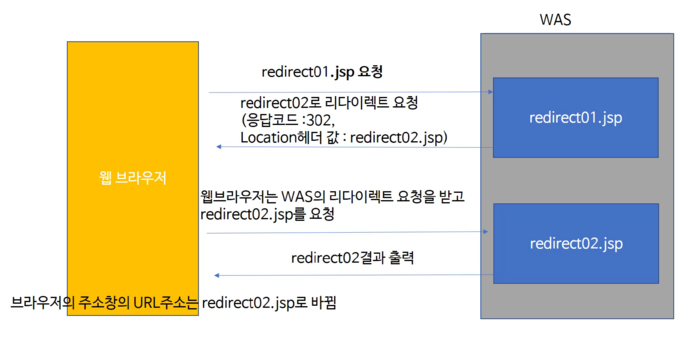 WAS
redirect01.jsp 요청
redirect02로 리다이렉트 요청
(응답코드 :302,
Location헤더 값 : redirect02.jsp)
redirect01.jsp
웹 브라우저
웹브라우저는 WAS의 리다이렉트 요청을 받고
redirect02.jsp를 요청
redirect02.jsp
redirect02결과 출력
브라우저의 주소창의 URL주소는 redirect02.jsp로 바뀜